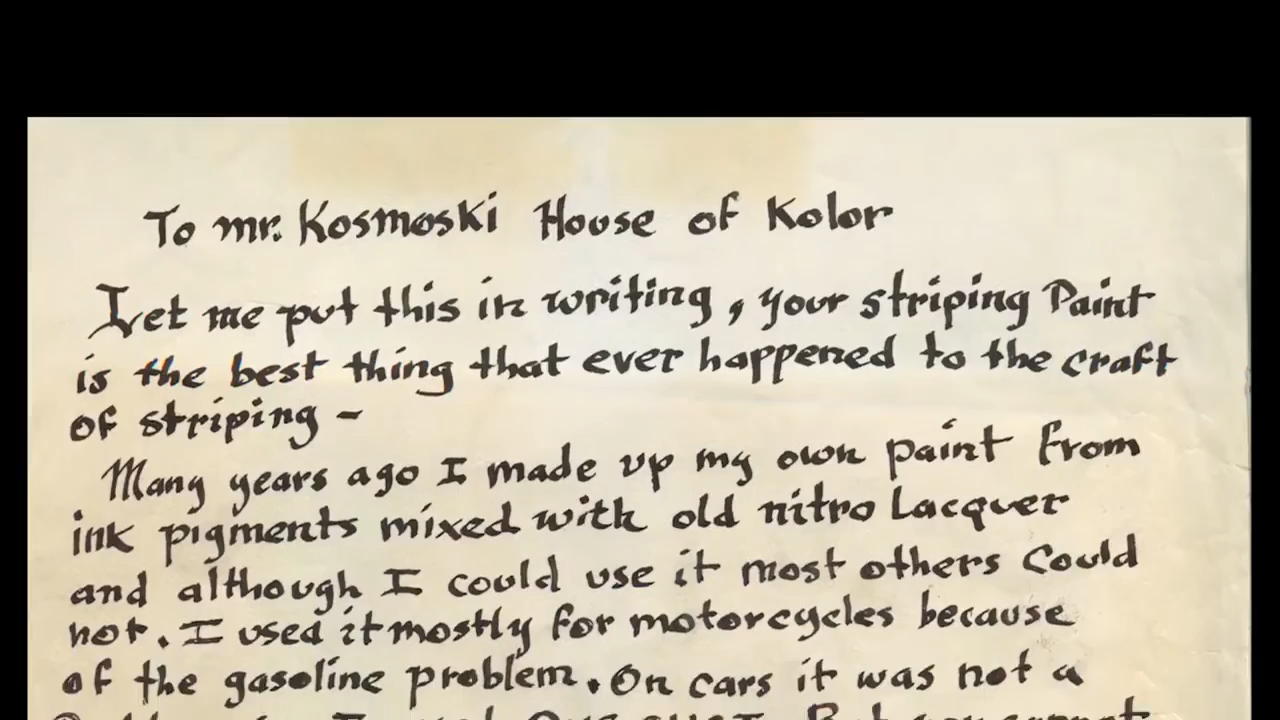 To mr. Kosmoski House of Kolor
Let me put this in writing, your striping Paint
is the best thing that ever happened to the craft
of striping -
Many years ago I made up my own paint from
ink pigments mixed with old nitro Lacquer
and although I could use it most others could
not. I used it mostly for motorcycles because
of the gasoline problem. On cars it was not a